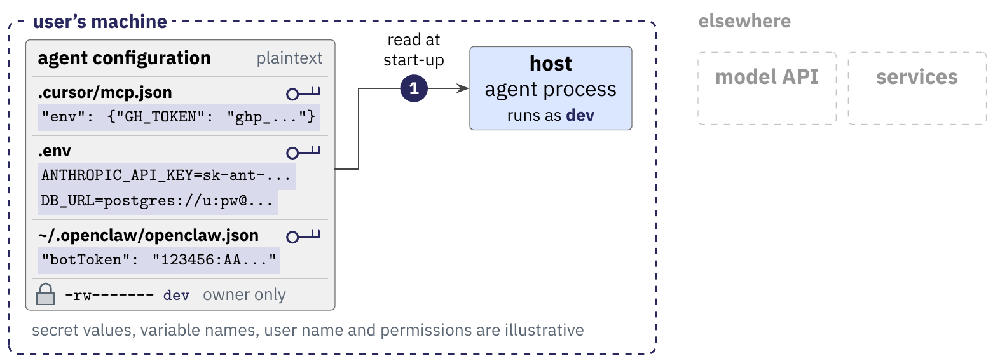 user’s machine
agent configuration plaintext
.cursor/mcp.json
"env": {"GH_TOKEN": "ghp_..."}
.env
ANTHROPIC_API_KEY=sk-ant-...
DB_URL=postgres://u:pw@...
~/.openclaw/openclaw.json
"botToken": "123456:AA..."
-rw------- dev owner only
secret values, variable names, user name and permissions are illustrative
read at
start-up
1
host
agent process
runs as dev
elsewhere
model API
services